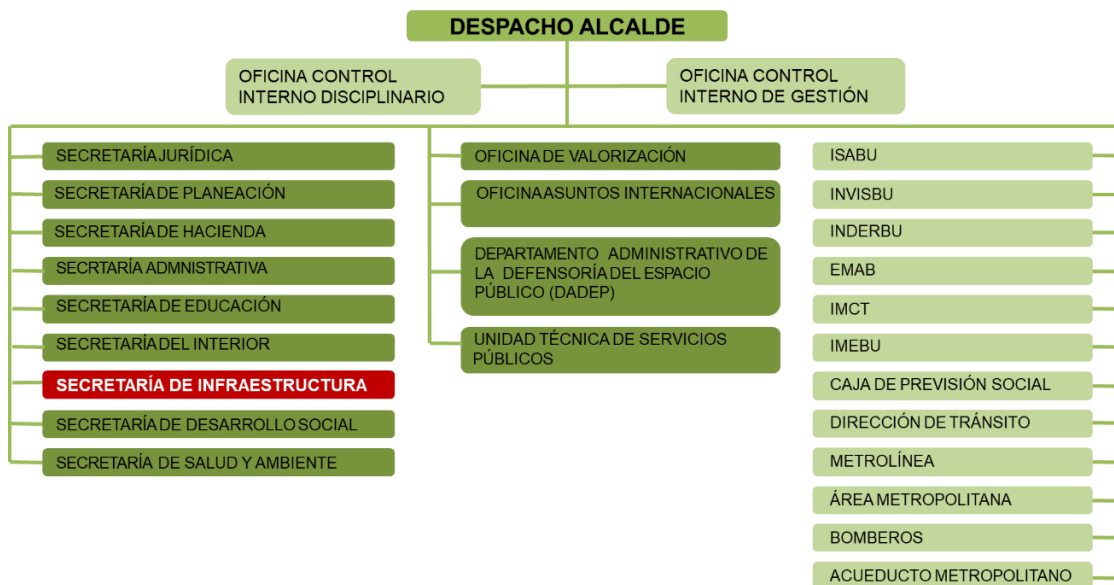 DESPACHO ALCALDE
OFICINA CONTROL
INTERNO DISCIPLINARIO
OFICINA CONTROL
INTERNO DE GESTIÓN
SECRETARÍA JURÍDICA
SECRETARÍA DE PLANEACIÓN
SECRETARÍA DE HACIENDA
SECRTARÍA ADMNISTRATIVA
SECRETARÍA DE EDUCACIÓN
SECRETARÍA DEL INTERIOR
SECRETARÍA DE INFRAESTRUCTURA
SECRETARÍA DE DESARROLLO SOCIAL
SECRETARÍA DE SALUD Y AMBIENTE
OFICINA DE VALORIZACIÓN
OFICINA ASUNTOS INTERNACIONALES
DEPARTAMENTO ADMINISTRATIVO DE
LA DEFENSORÍA DEL ESPACIO
PÚBLICO (DADEP)
UNIDAD TÉCNICA DE SERVICIOS
PÚBLICOS
ISABU
INVISBU
INDERBU
EMAB
IMCT
IMEBU
CAJA DE PREVISIÓN SOCIAL
DIRECCIÓN DE TRÁNSITO
METROLÍNEA
ÁREA METROPOLITANA
BOMBEROS
ACUEDUCTO METROPOLITANO